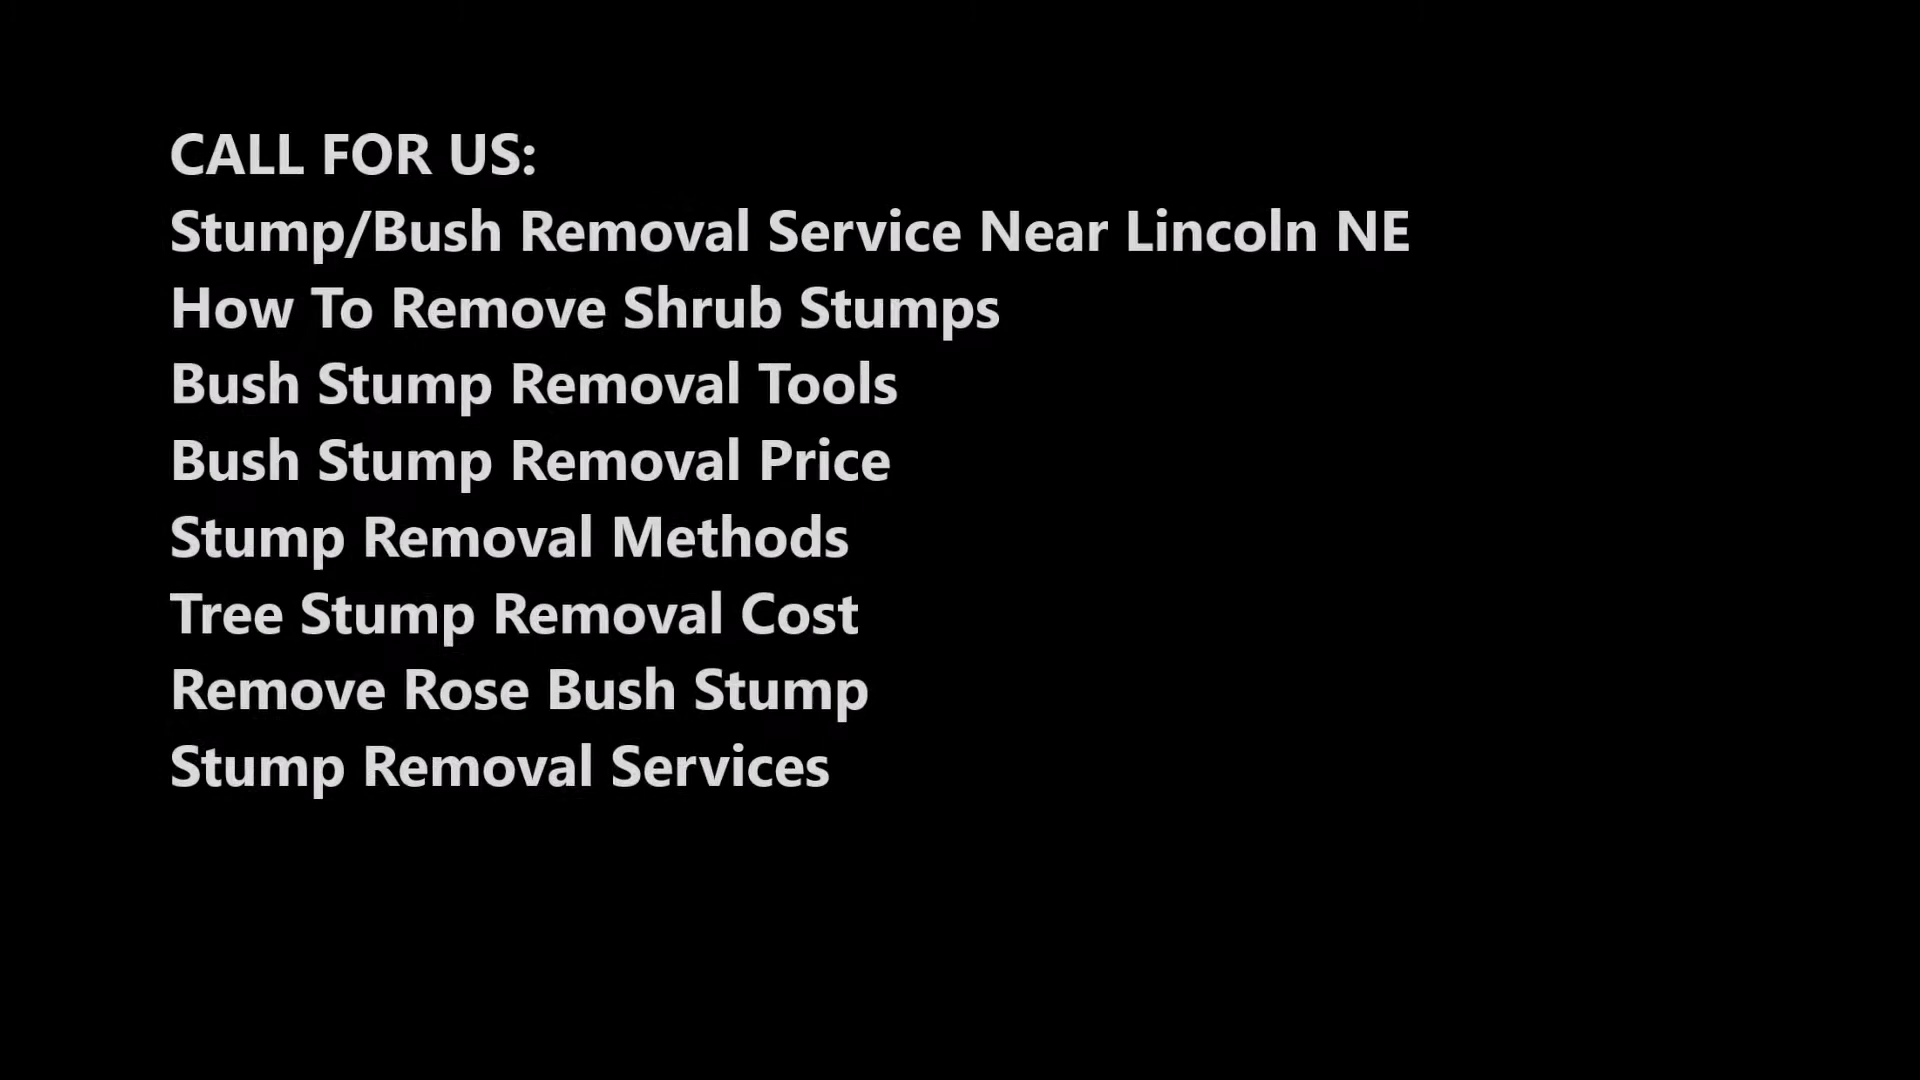 CALL FOR US:
Stump/Bush Removal Service Near Lincoln NE
How To Remove Shrub Stumps
Bush Stump Removal Tools
Bush Stump Removal Price
Stump Removal Methods
Tree Stump Removal Cost
Remove Rose Bush Stump
Stump Removal Services